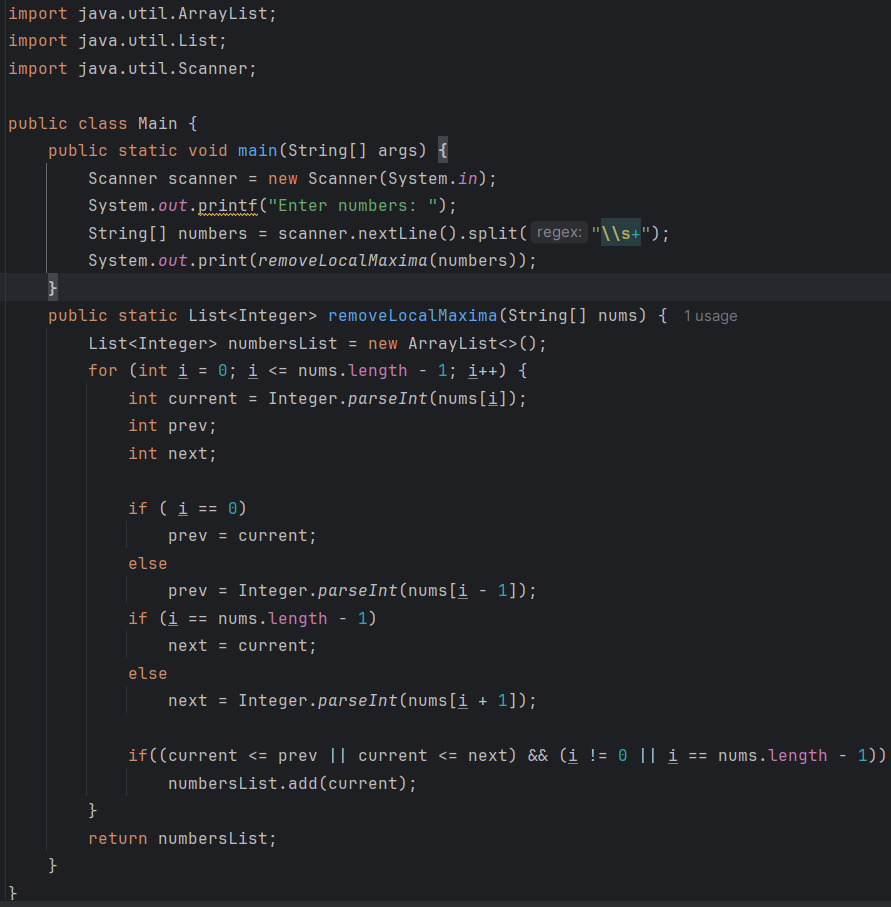 import java.util.ArrayList;
import java.util.List;
import java.util.Scanner;

public class Main {
    public static void main(String[] args) {
        Scanner scanner = new Scanner(System.in);
        System.out.printf("Enter numbers: ");
        String[] numbers = scanner.nextLine().split( regex: "\\s+");
        System.out.print(removeLocalMaxima(numbers));
    }
    public static List<Integer> removeLocalMaxima(String[] nums) {  1 usage
        List<Integer> numbersList = new ArrayList<>();
        for (int i = 0; i <= nums.length - 1; i++) {
            int current = Integer.parseInt(nums[i]);
            int prev;
            int next;

            if ( i == 0)
                prev = current;
            else
                prev = Integer.parseInt(nums[i - 1]);
            if (i == nums.length - 1)
                next = current;
            else
                next = Integer.parseInt(nums[i + 1]);

            if((current <= prev || current <= next) && (i != 0 || i == nums.length - 1))
                numbersList.add(current);
        }
        return numbersList;
    }
}